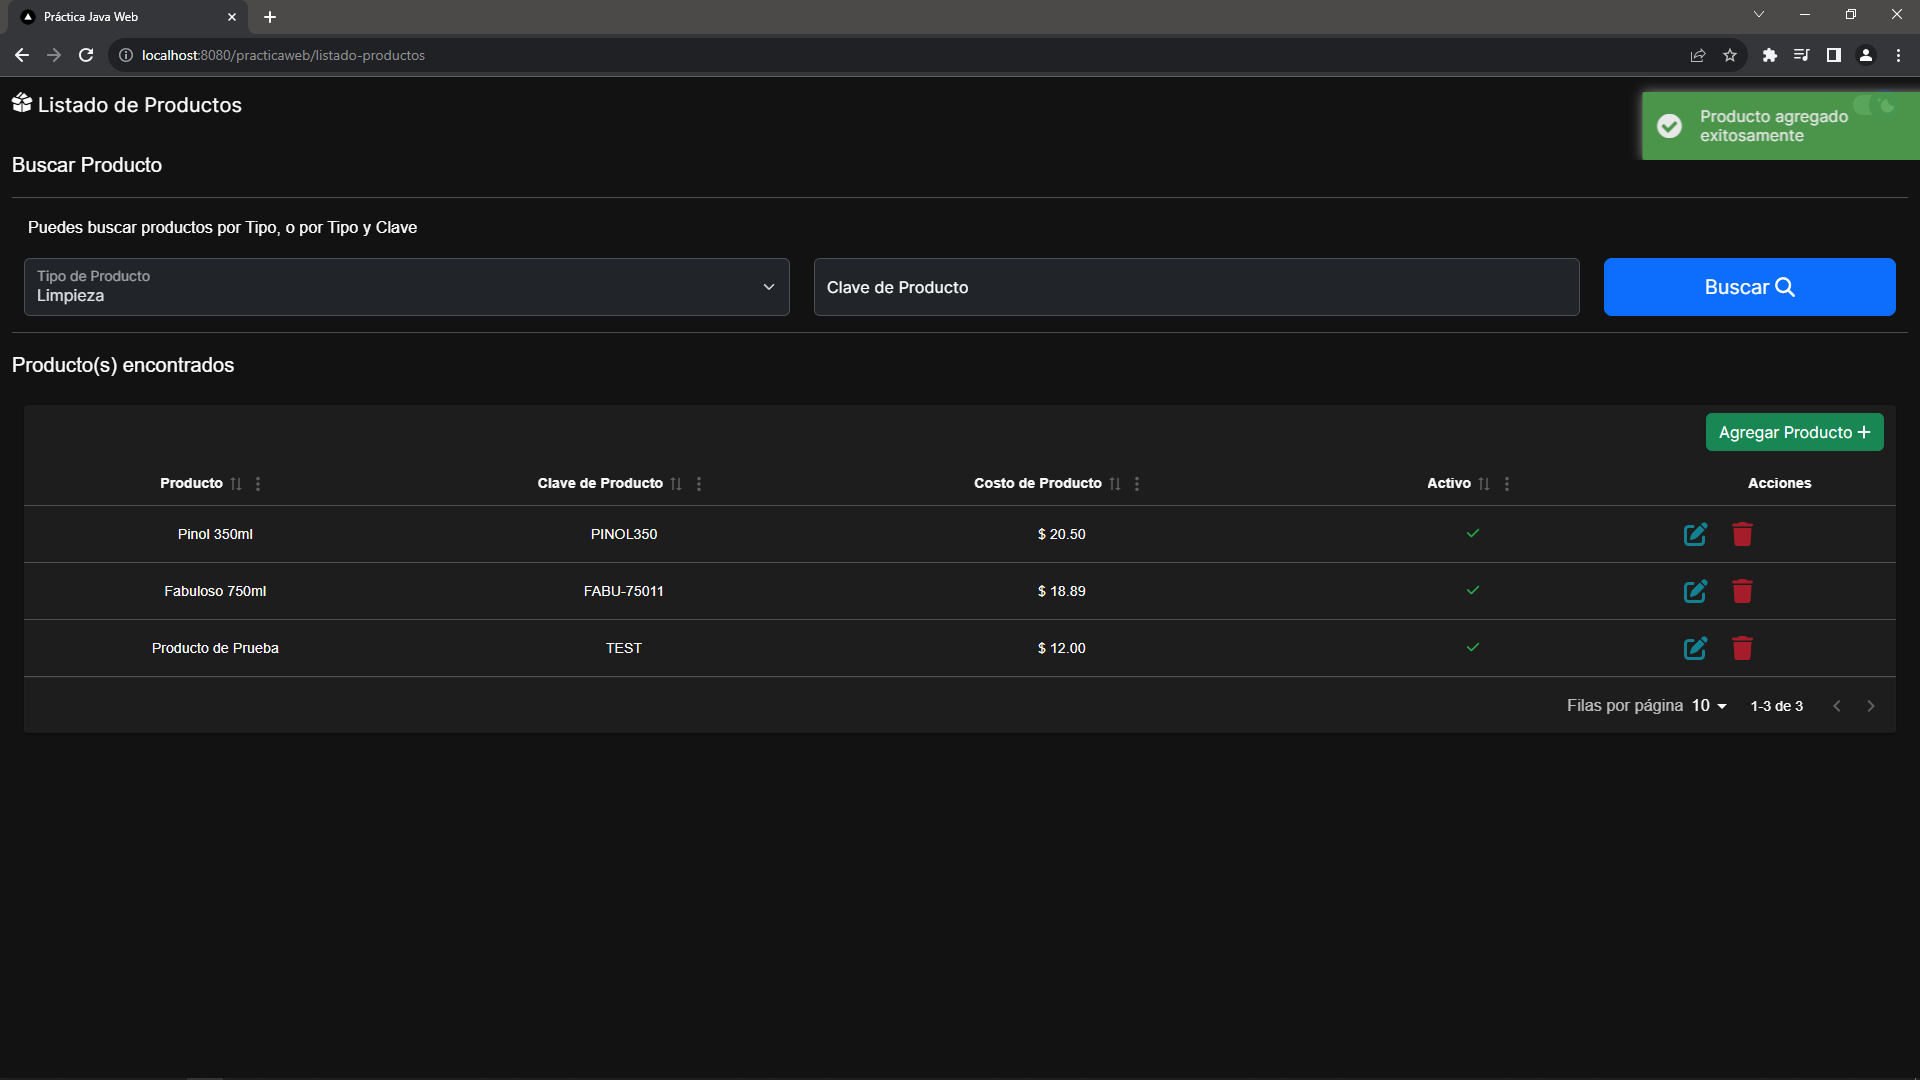 Práctica Java Web
localhost:8080/practicaweb/listado-productos
Listado de Productos
Producto agregado
exitosamente
Buscar Producto
Puedes buscar productos por Tipo, o por Tipo y Clave
Tipo de Producto
Limpieza
Clave de Producto
Buscar
Producto(s) encontrados
Agregar Producto +
Producto Clave de Producto Costo de Producto Activo Acciones
Pinol 350ml PINOL350 $ 20.50
Fabuloso 750ml FABU-75011 $ 18.89
Producto de Prueba TEST $ 12.00
Filas por página 10 1-3 de 3